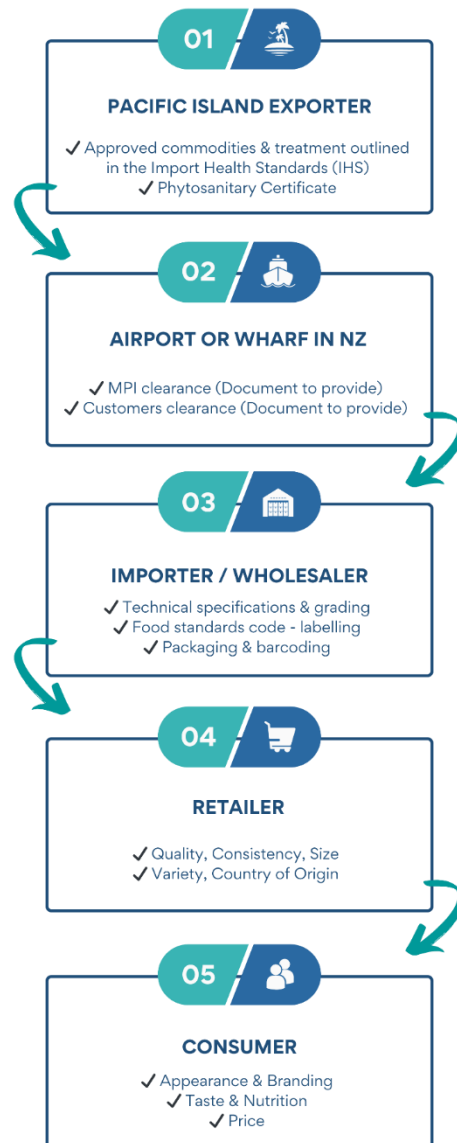 01
PACIFIC ISLAND EXPORTER
✓ Approved commodities & treatment outlined
in the Import Health Standards (IHS)
✓ Phytosanitary Certificate
02
AIRPORT OR WHARF IN NZ
✓ MPI clearance (Document to provide)
✓ Customers clearance (Document to provide)
03
IMPORTER / WHOLESALER
✓ Technical specifications & grading
✓ Food standards code - labelling
✓ Packaging & barcoding
04
RETAILER
✓ Quality, Consistency, Size
✓ Variety, Country of Origin
05
CONSUMER
✓ Appearance & Branding
✓ Taste & Nutrition
✓ Price